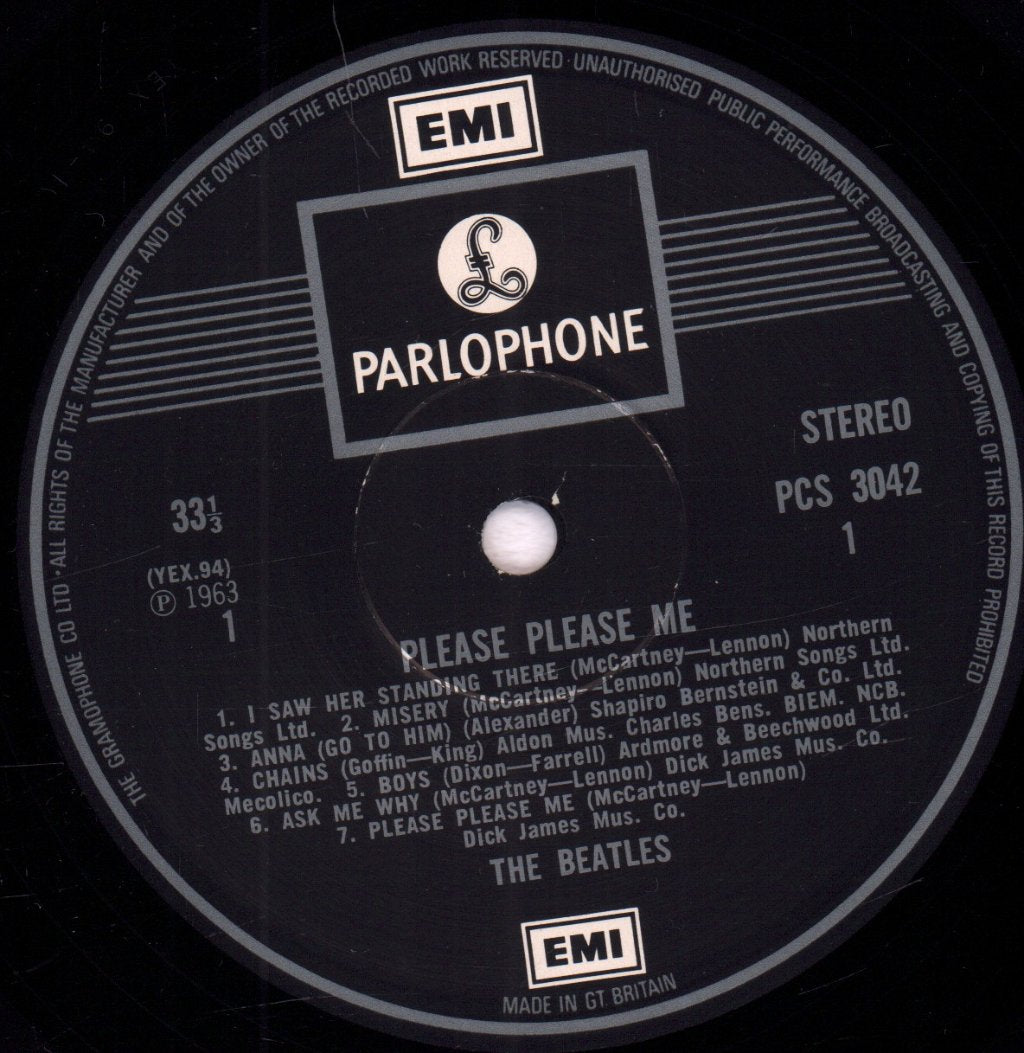 THE GRAMOPHONE CO LTD · ALL RIGHTS OF THE MANUFACTURER AND OF THE OWNER OF THE RECORDED WORK RESERVED · UNAUTHORISED PUBLIC PERFORMANCE BROADCASTING AND COPYING OF THIS RECORD PROHIBITED
EMI
£
PARLOPHONE
STEREO
33⅓
PCS 3042
1
(YEX.94)
Ⓟ 1963
1
PLEASE PLEASE ME
1. I SAW HER STANDING THERE (McCartney—Lennon) Northern
Songs Ltd. 2. MISERY (McCartney—Lennon) Northern Songs Ltd.
3. ANNA (GO TO HIM) (Alexander) Shapiro Bernstein & Co. Ltd.
4. CHAINS (Goffin—King) Aldon Mus. Charles Bens. BIEM. NCB.
Mecolico. 5. BOYS (Dixon—Farrell) Ardmore & Beechwood Ltd.
6. ASK ME WHY (McCartney—Lennon) Dick James Mus. Co.
7. PLEASE PLEASE ME (McCartney—Lennon)
Dick James Mus. Co.
THE BEATLES
EMI
MADE IN GT. BRITAIN